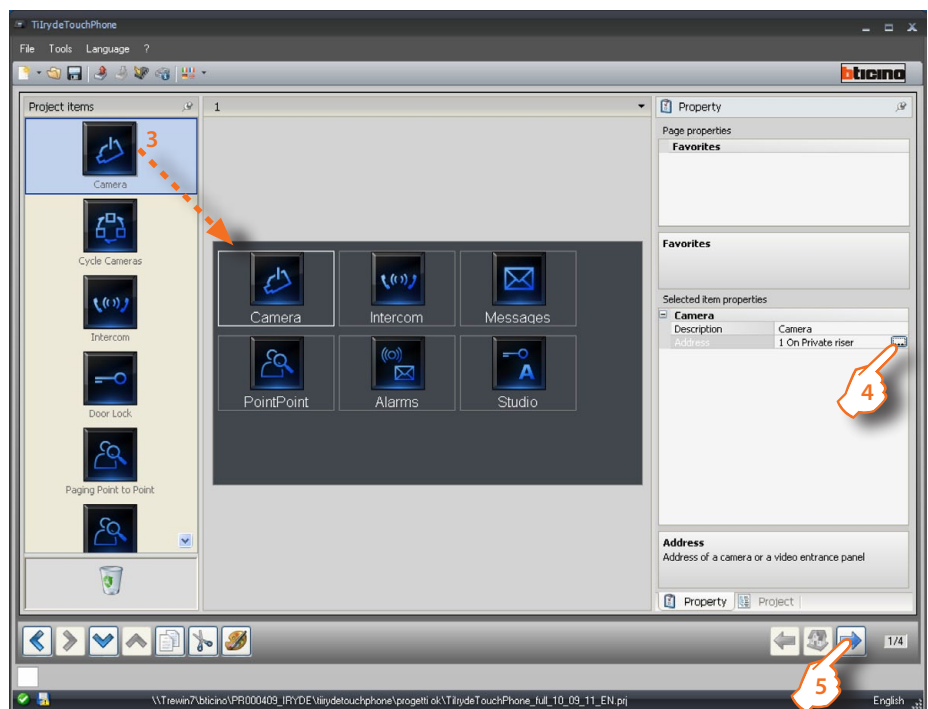 TiIrydeTouchPhone
File Tools Language ?
bticino
Project items
1
Property
3
Camera
Cycle Cameras
Intercom
Door Lock
Paging Point to Point
Camera
Intercom
Messages
PointPoint
Alarms
Studio
A
Page properties
Favorites
Favorites
Selected item properties
Camera
Description Camera
Address 1 On Private riser
...
4
Address
Address of a camera or a video entrance panel
Property Project
1/4
5
\\Trewin7\bticino\PR000409_IRYDE\tiirydetouchphone\progetti ok\TiIrydeTouchPhone_full_10_09_11_EN.prj
English